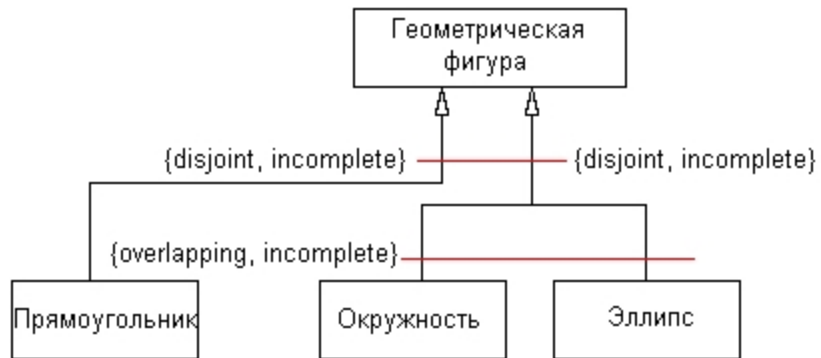 Геометрическая
фигура
{disjoint, incomplete}
{disjoint, incomplete}
{overlapping, incomplete}
Прямоугольник
Окружность
Эллипс